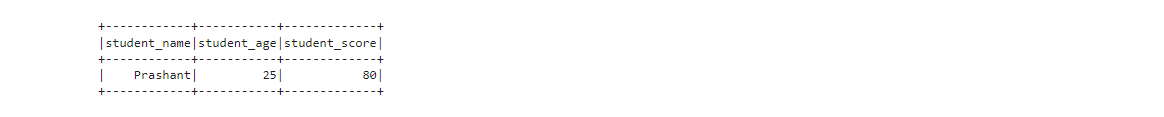 +------------+-----------+-------------+
|student_name|student_age|student_score|
+------------+-----------+-------------+
|    Prashant|         25|           80|
+------------+-----------+-------------+